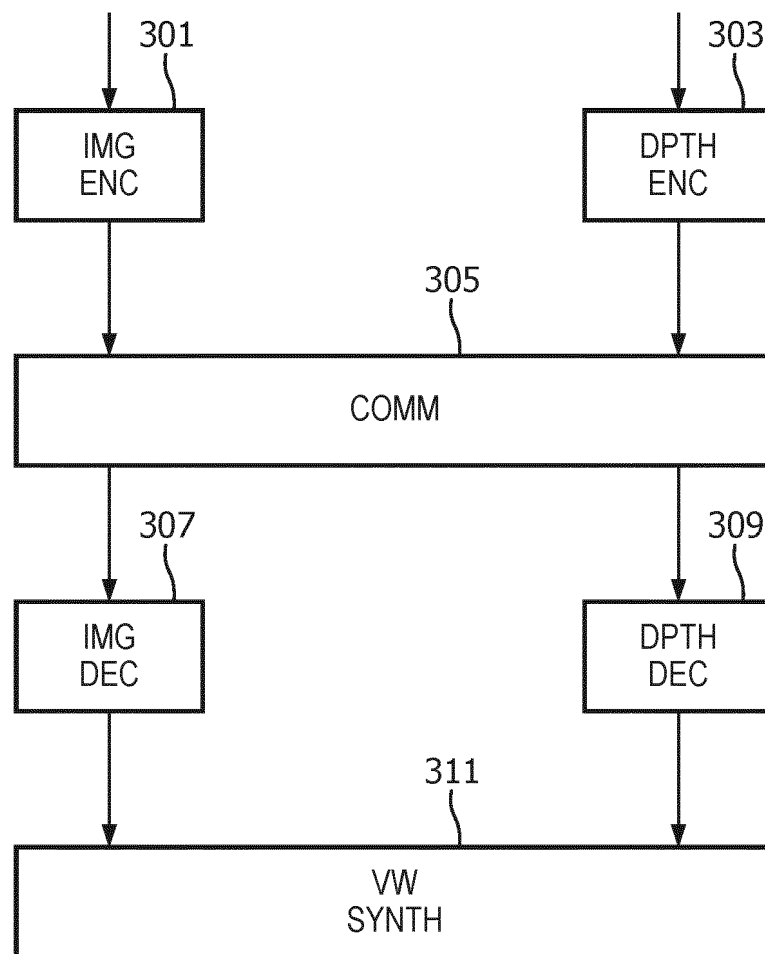 301
303
IMG
ENC
DPTH
ENC
305
COMM
307
309
IMG
DEC
DPTH
DEC
311
VW
SYNTH